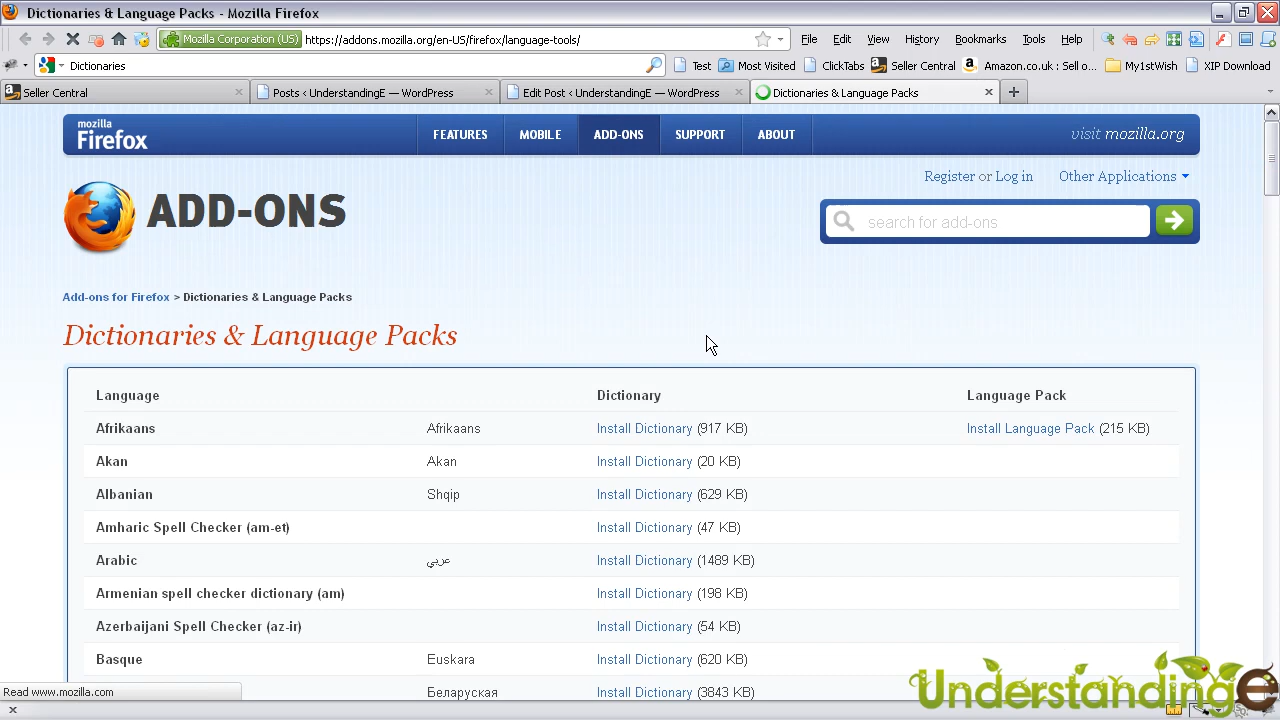 Dictionaries & Language Packs - Mozilla Firefox
Mozilla Corporation (US) https://addons.mozilla.org/en-US/firefox/language-tools/ File Edit View History Bookmarks Tools Help
Dictionaries Test Most Visited ClickTabs Seller Central Amazon.co.uk : Sell o... My1stWish XIP Download
Seller Central Posts ‹ UnderstandingE — WordPress Edit Post ‹ UnderstandingE — WordPress Dictionaries & Language Packs
mozilla
Firefox FEATURES MOBILE ADD-ONS SUPPORT ABOUT visit mozilla.org
Register or Log in Other Applications
ADD-ONS search for add-ons
Add-ons for Firefox > Dictionaries & Language Packs
Dictionaries & Language Packs
Language Dictionary Language Pack
Afrikaans Afrikaans Install Dictionary (917 KB) Install Language Pack (215 KB)
Akan Akan Install Dictionary (20 KB)
Albanian Shqip Install Dictionary (629 KB)
Amharic Spell Checker (am-et) Install Dictionary (47 KB)
Arabic عربي Install Dictionary (1489 KB)
Armenian spell checker dictionary (am) Install Dictionary (198 KB)
Azerbaijani Spell Checker (az-ir) Install Dictionary (54 KB)
Basque Euskara Install Dictionary (620 KB)
Беларуская Install Dictionary (3843 KB)
Read www.mozilla.com
UnderstandingE